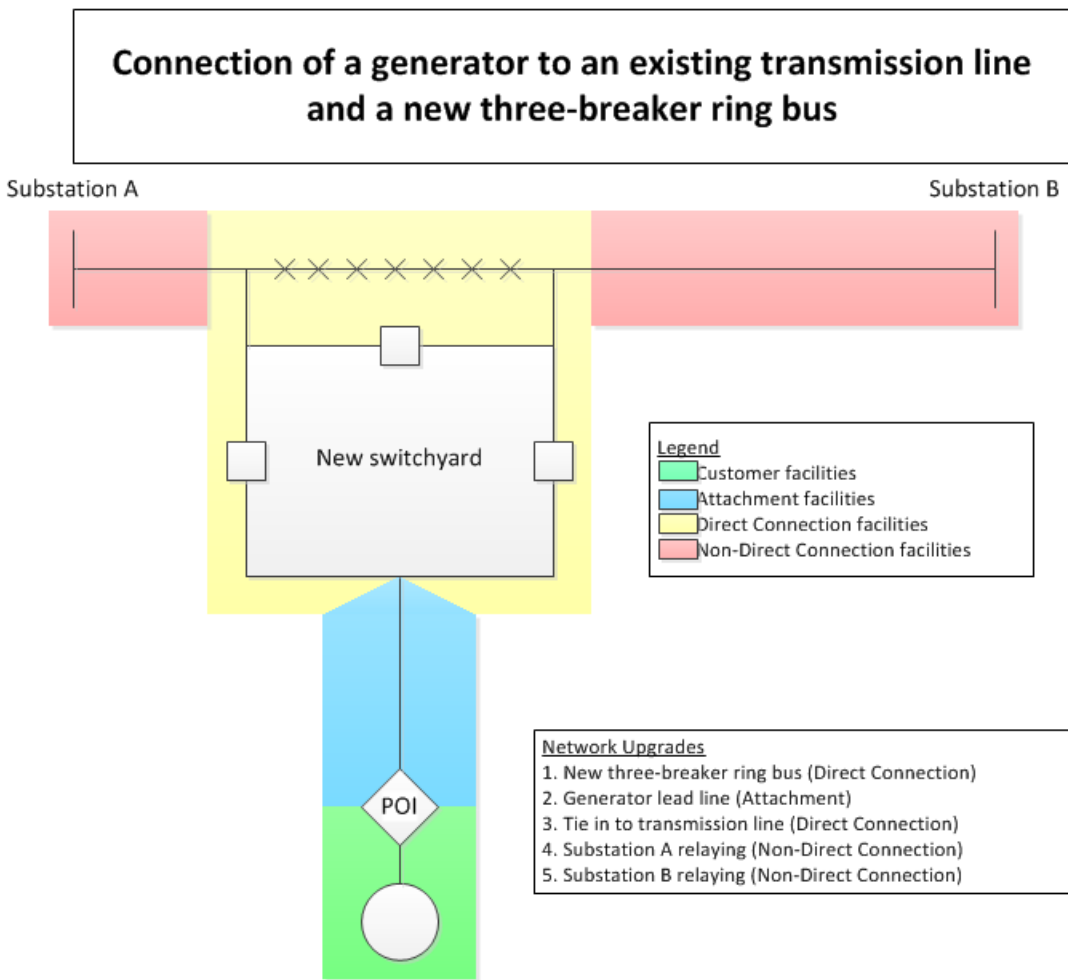 Connection of a generator to an existing transmission line
and a new three-breaker ring bus
Substation A
Substation B
New switchyard
Legend
Customer facilities
Attachment facilities
Direct Connection facilities
Non-Direct Connection facilities
POI
Network Upgrades
1. New three-breaker ring bus (Direct Connection)
2. Generator lead line (Attachment)
3. Tie in to transmission line (Direct Connection)
4. Substation A relaying (Non-Direct Connection)
5. Substation B relaying (Non-Direct Connection)